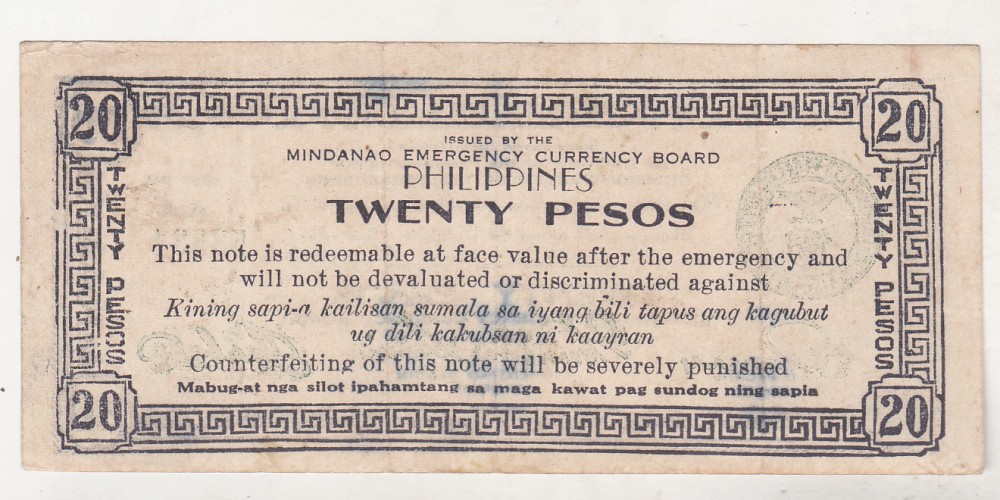 20
20
ISSUED BY THE
MINDANAO EMERGENCY CURRENCY BOARD
PHILIPPINES
TWENTY PESOS
TWENTY PESOS
TWENTY PESOS
This note is redeemable at face value after the emergency and
will not be devaluated or discriminated against
Kining sapi-a kailisan sumala sa iyang bili tapus ang kagubut
ug dili kakubsan ni kaayran
Counterfeiting of this note will be severely punished
Mabug-at nga silot ipahamtang sa maga kawat pag sundog ning sapia
20
20